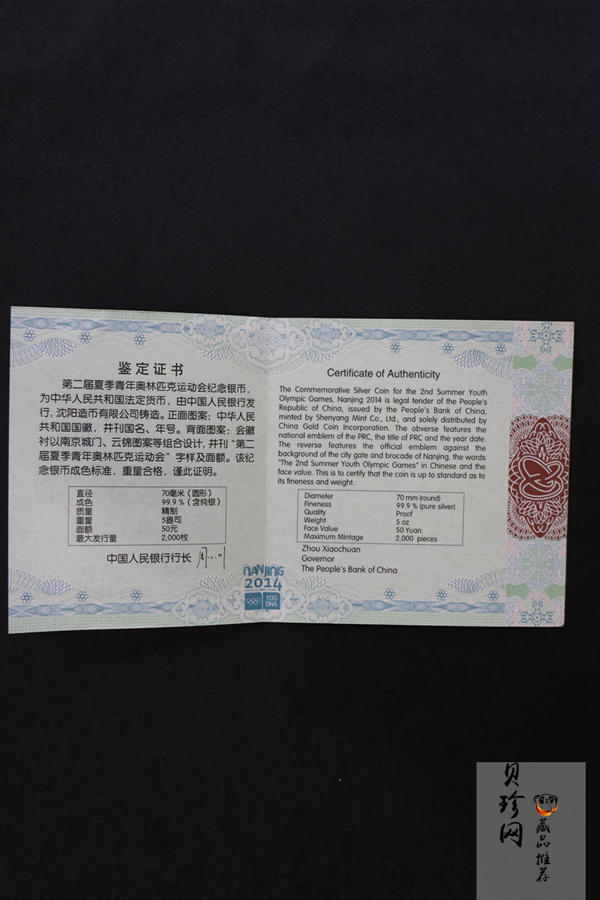 鉴定证书
第二届夏季青年奥林匹克运动会纪念银币，
为中华人民共和国法定货币，由中国人民银行发
行，沈阳造币有限公司铸造。正面图案：中华人民
共和国国徽，并刊国名、年号。背面图案：会徽
衬以南京城门、云锦图案等组合设计，并刊“第二
届夏季青年奥林匹克运动会”字样及面额。该纪
念银币成色标准，重量合格，谨此证明。
直径 70毫米（圆形）
成色 99.9%（含纯银）
质量 精制
重量 5盎司
面额 50元
最大发行量 2,000枚
中国人民银行行长
Certificate of Authenticity
The Commemorative Silver Coin for the 2nd Summer Youth
Olympic Games, Nanjing 2014 is legal tender of the People's
Republic of China, issued by the People's Bank of China,
minted by Shenyang Mint Co., Ltd., and solely distributed by
China Gold Coin Incorporation. The obverse features the
national emblem of the PRC, the title of PRC and the year date.
The reverse features the official emblem against the
background of the city gate and brocade of Nanjing, the words
"The 2nd Summer Youth Olympic Games" in Chinese and the
face value. This is to certify that the coin is up to standard as to
its fineness and weight.
Diameter 70 mm (round)
Fineness 99.9 % (pure silver)
Quality Proof
Weight 5 oz
Face Value 50 Yuan
Maximum Mintage 2,000 pieces
Zhou Xiaochuan
Governor
The People's Bank of China
NANJING
2014
YOG
DNA
贝珍网
藏品推荐